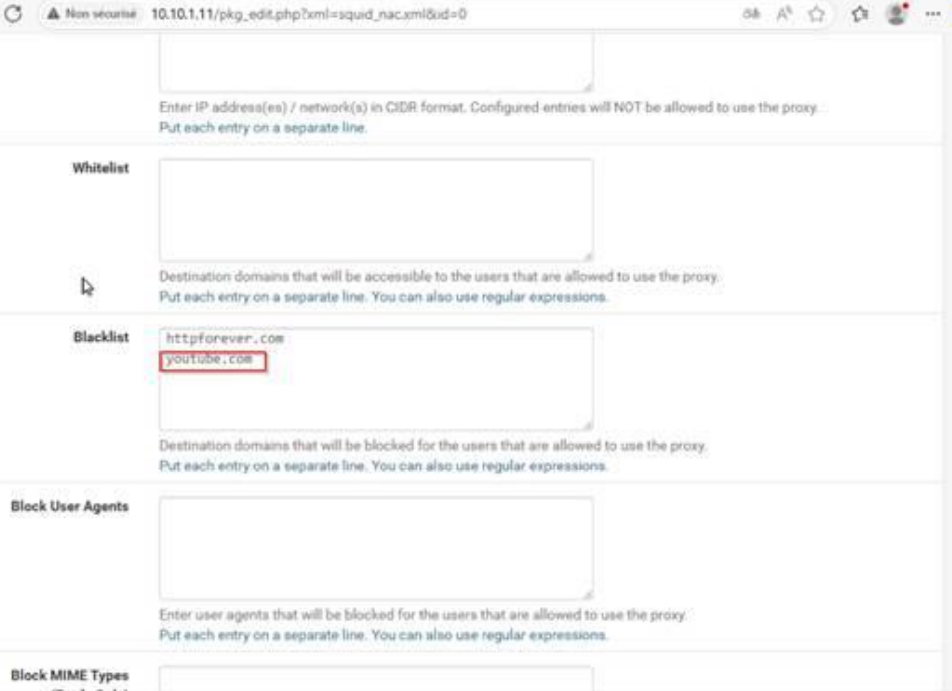 Non sécurisé 10.10.1.11/pkg_edit.php?xml=squid_nac.xml&id=0
Enter IP address(es) / network(s) in CIDR format. Configured entries will NOT be allowed to use the proxy.
Put each entry on a separate line.
Whitelist
Destination domains that will be accessible to the users that are allowed to use the proxy.
Put each entry on a separate line. You can also use regular expressions.
Blacklist
httpforever.com
youtube.com
Destination domains that will be blocked for the users that are allowed to use the proxy.
Put each entry on a separate line. You can also use regular expressions.
Block User Agents
Enter user agents that will be blocked for the users that are allowed to use the proxy.
Put each entry on a separate line. You can also use regular expressions.
Block MIME Types